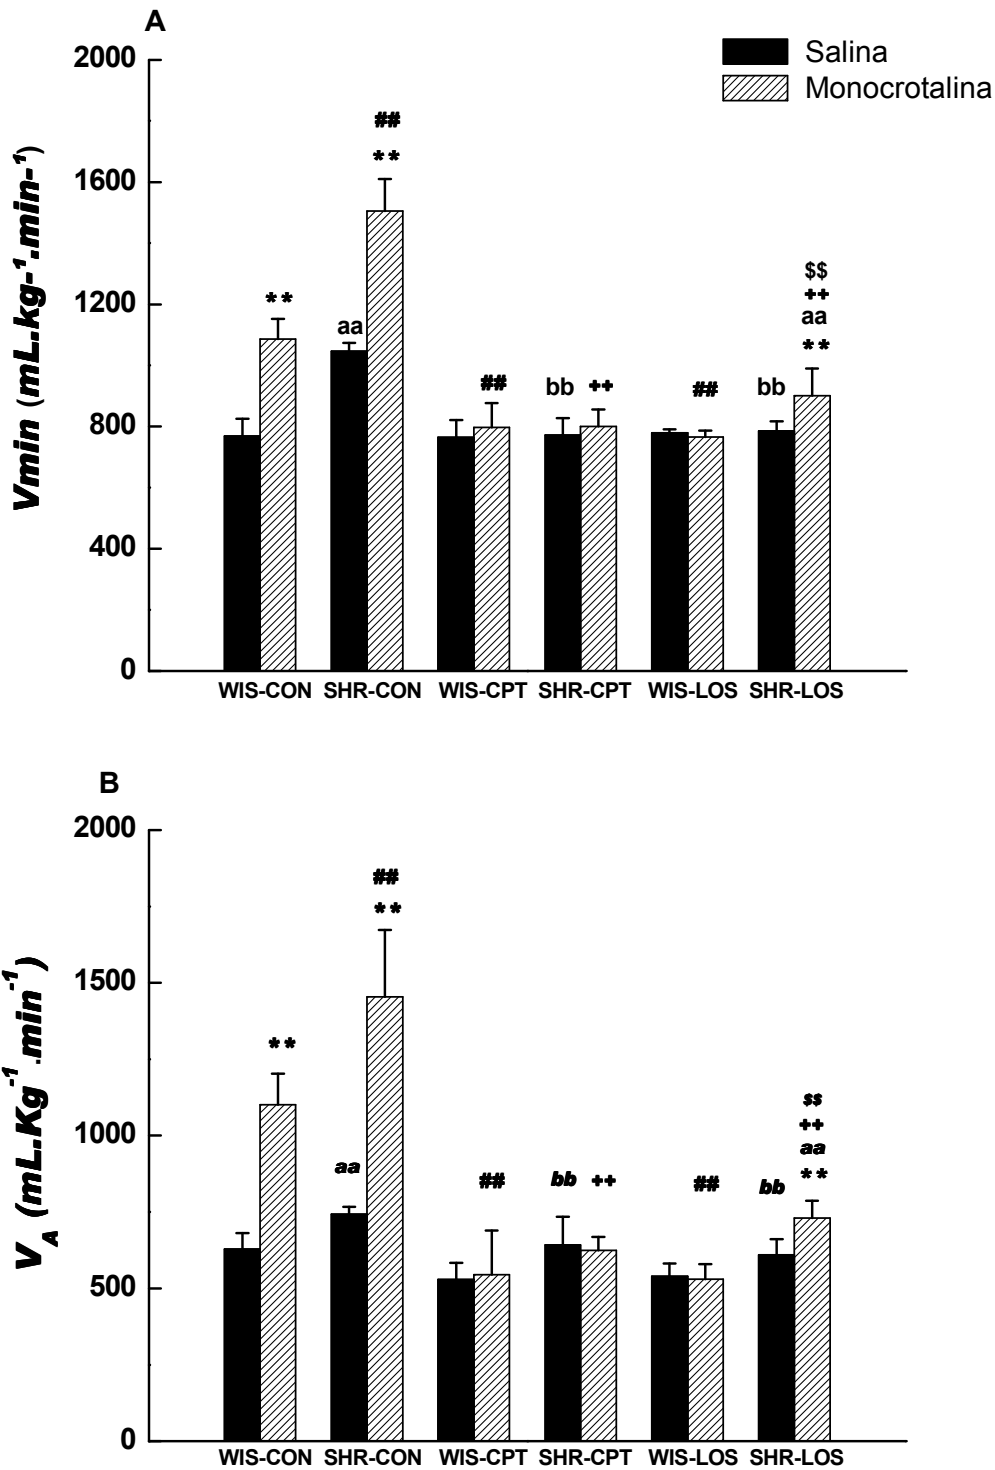 A
Salina
Monocrotalina
2000
##
**
1600
Vmin (mL.kg-¹.min-¹)
$$
++
aa
**
**
1200
aa
##
bb
++
##
bb
800
400
0
WIS-CON SHR-CON WIS-CPT SHR-CPT WIS-LOS SHR-LOS
B
2000
##
**
1500
V_A (mL.Kg⁻¹.min⁻¹)
**
$$
++
aa
**
1000
aa
##
bb
++
##
bb
500
0
WIS-CON SHR-CON WIS-CPT SHR-CPT WIS-LOS SHR-LOS